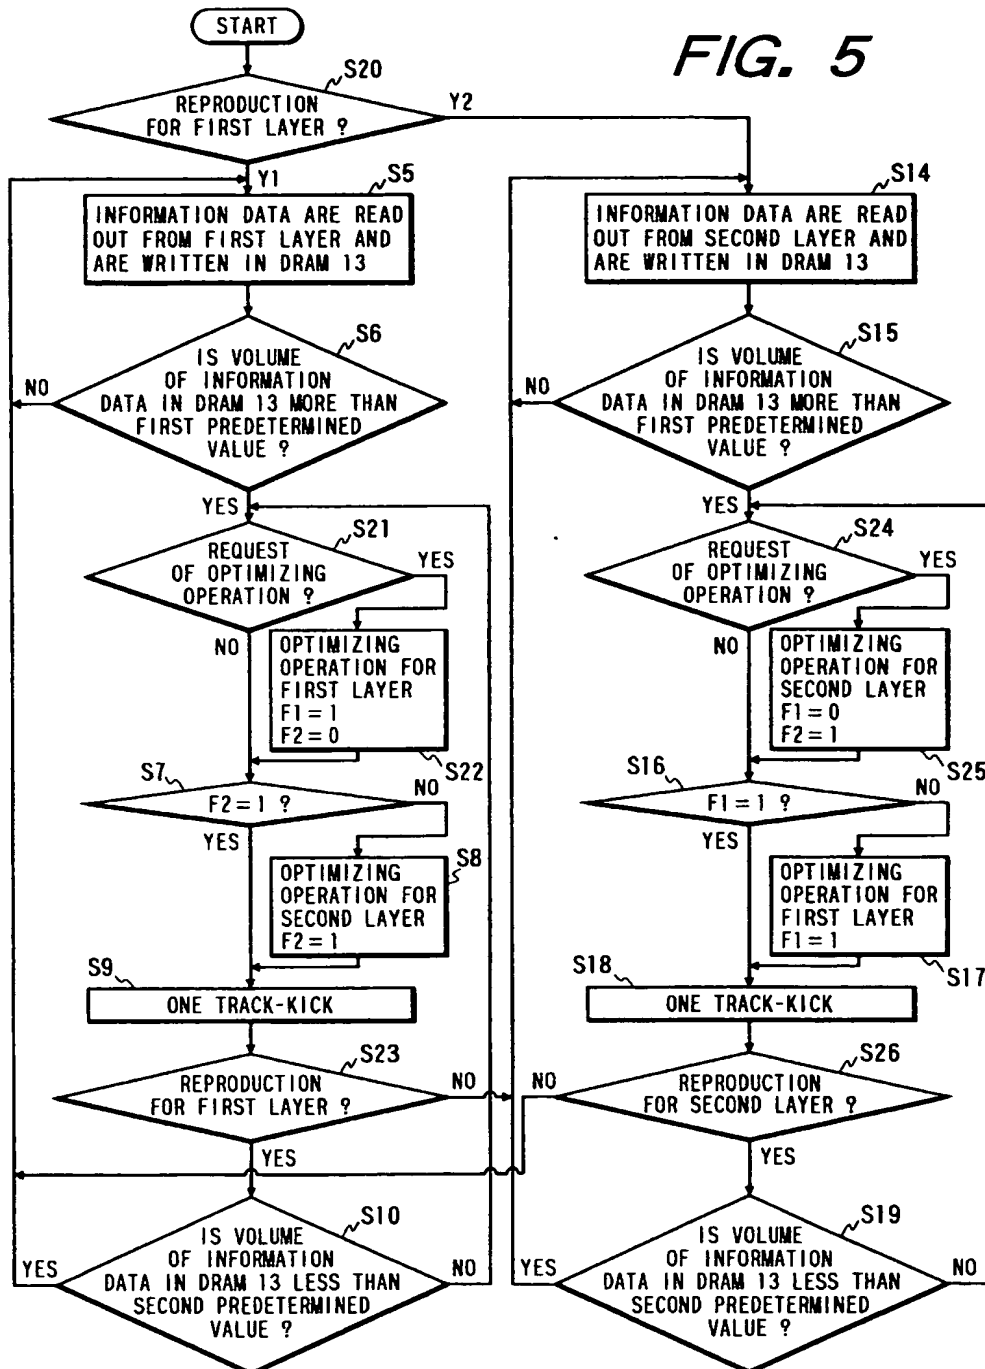 FIG. 5
START
S20
REPRODUCTION
FOR FIRST LAYER ?
Y2
Y1
S5
INFORMATION DATA ARE READ
OUT FROM FIRST LAYER AND
ARE WRITTEN IN DRAM 13
S6
IS VOLUME
OF INFORMATION
DATA IN DRAM 13 MORE THAN
FIRST PREDETERMINED
VALUE ?
NO
YES
S21
REQUEST
OF OPTIMIZING
OPERATION ?
YES
NO
OPTIMIZING
OPERATION FOR
FIRST LAYER
F1 = 1
F2 = 0
S22
S7
F2 = 1 ?
NO
YES
S8
OPTIMIZING
OPERATION FOR
SECOND LAYER
F2 = 1
S9
ONE TRACK-KICK
S23
REPRODUCTION
FOR FIRST LAYER ?
NO
YES
S10
IS VOLUME
OF INFORMATION
DATA IN DRAM 13 LESS THAN
SECOND PREDETERMINED
VALUE ?
YES
NO
S14
INFORMATION DATA ARE READ
OUT FROM SECOND LAYER AND
ARE WRITTEN IN DRAM 13
S15
IS VOLUME
OF INFORMATION
DATA IN DRAM 13 MORE THAN
FIRST PREDETERMINED
VALUE ?
NO
YES
S24
REQUEST
OF OPTIMIZING
OPERATION ?
YES
NO
OPTIMIZING
OPERATION FOR
SECOND LAYER
F1 = 0
F2 = 1
S25
S16
F1 = 1 ?
NO
YES
OPTIMIZING
OPERATION FOR
FIRST LAYER
F1 = 1
S17
S18
ONE TRACK-KICK
S26
REPRODUCTION
FOR SECOND LAYER ?
NO
YES
S19
IS VOLUME
OF INFORMATION
DATA IN DRAM 13 LESS THAN
SECOND PREDETERMINED
VALUE ?
YES
NO